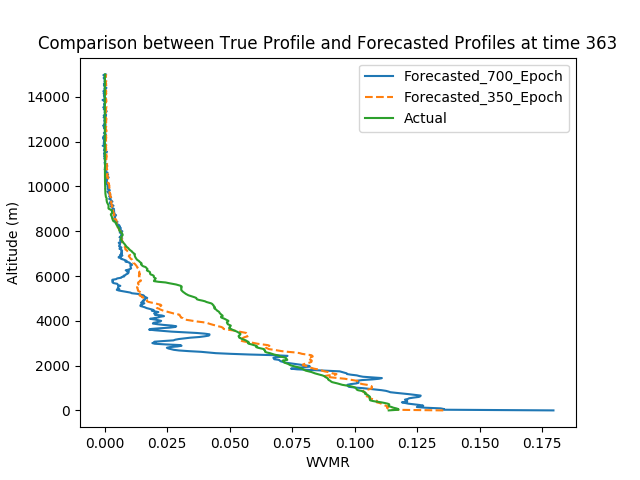 Comparison between True Profile and Forecasted Profiles at time 363
Forecasted_700_Epoch
Forecasted_350_Epoch
Actual
Altitude (m)
14000
12000
10000
8000
6000
4000
2000
0
0.000 0.025 0.050 0.075 0.100 0.125 0.150 0.175
WVMR